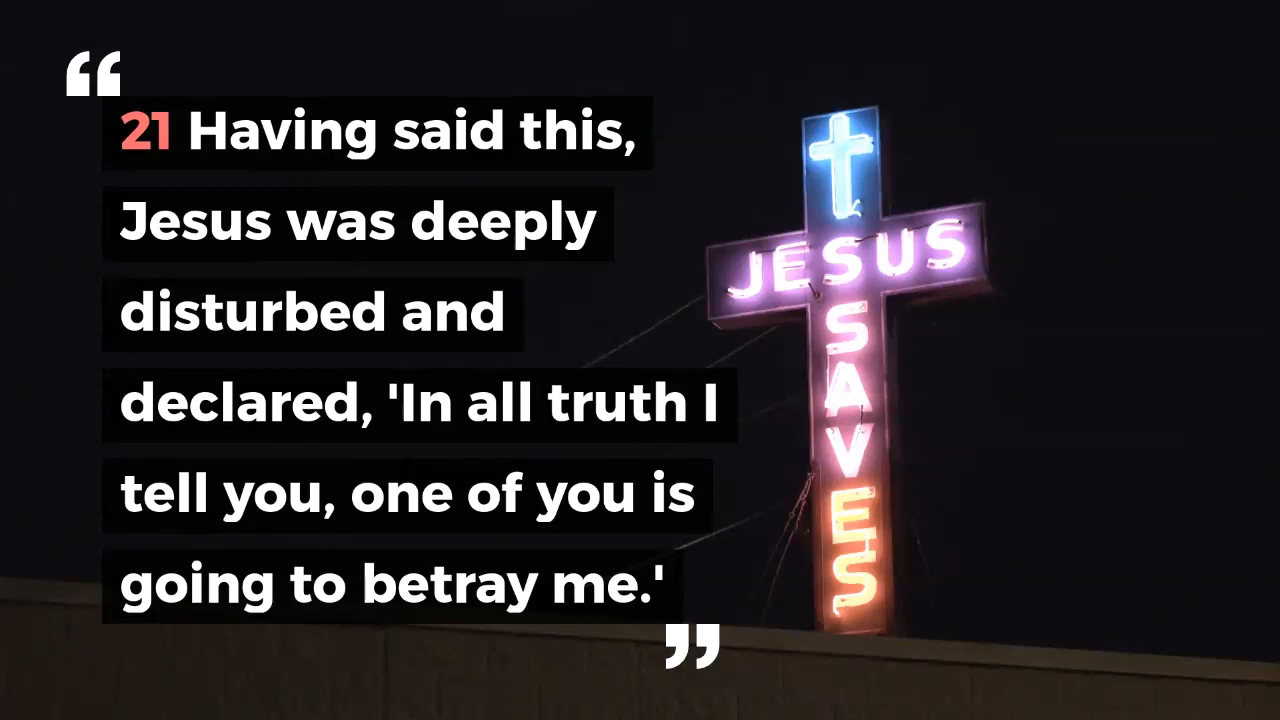 “
21 Having said this,
Jesus was deeply
disturbed and
declared, 'In all truth I
tell you, one of you is
going to betray me.'
”
JESUS
SAVES